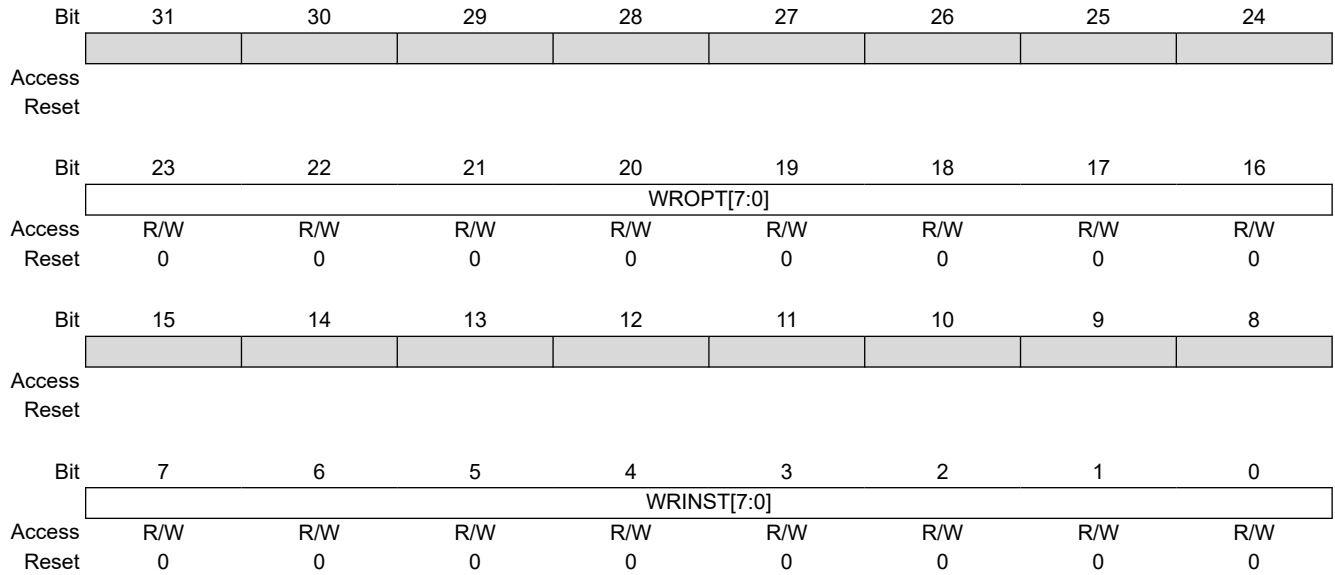 Bit 31 30 29 28 27 26 25 24
Access
Reset
Bit 23 22 21 20 19 18 17 16
WROPT[7:0]
Access R/W R/W R/W R/W R/W R/W R/W R/W
Reset 0 0 0 0 0 0 0 0
Bit 15 14 13 12 11 10 9 8
Access
Reset
Bit 7 6 5 4 3 2 1 0
WRINST[7:0]
Access R/W R/W R/W R/W R/W R/W R/W R/W
Reset 0 0 0 0 0 0 0 0